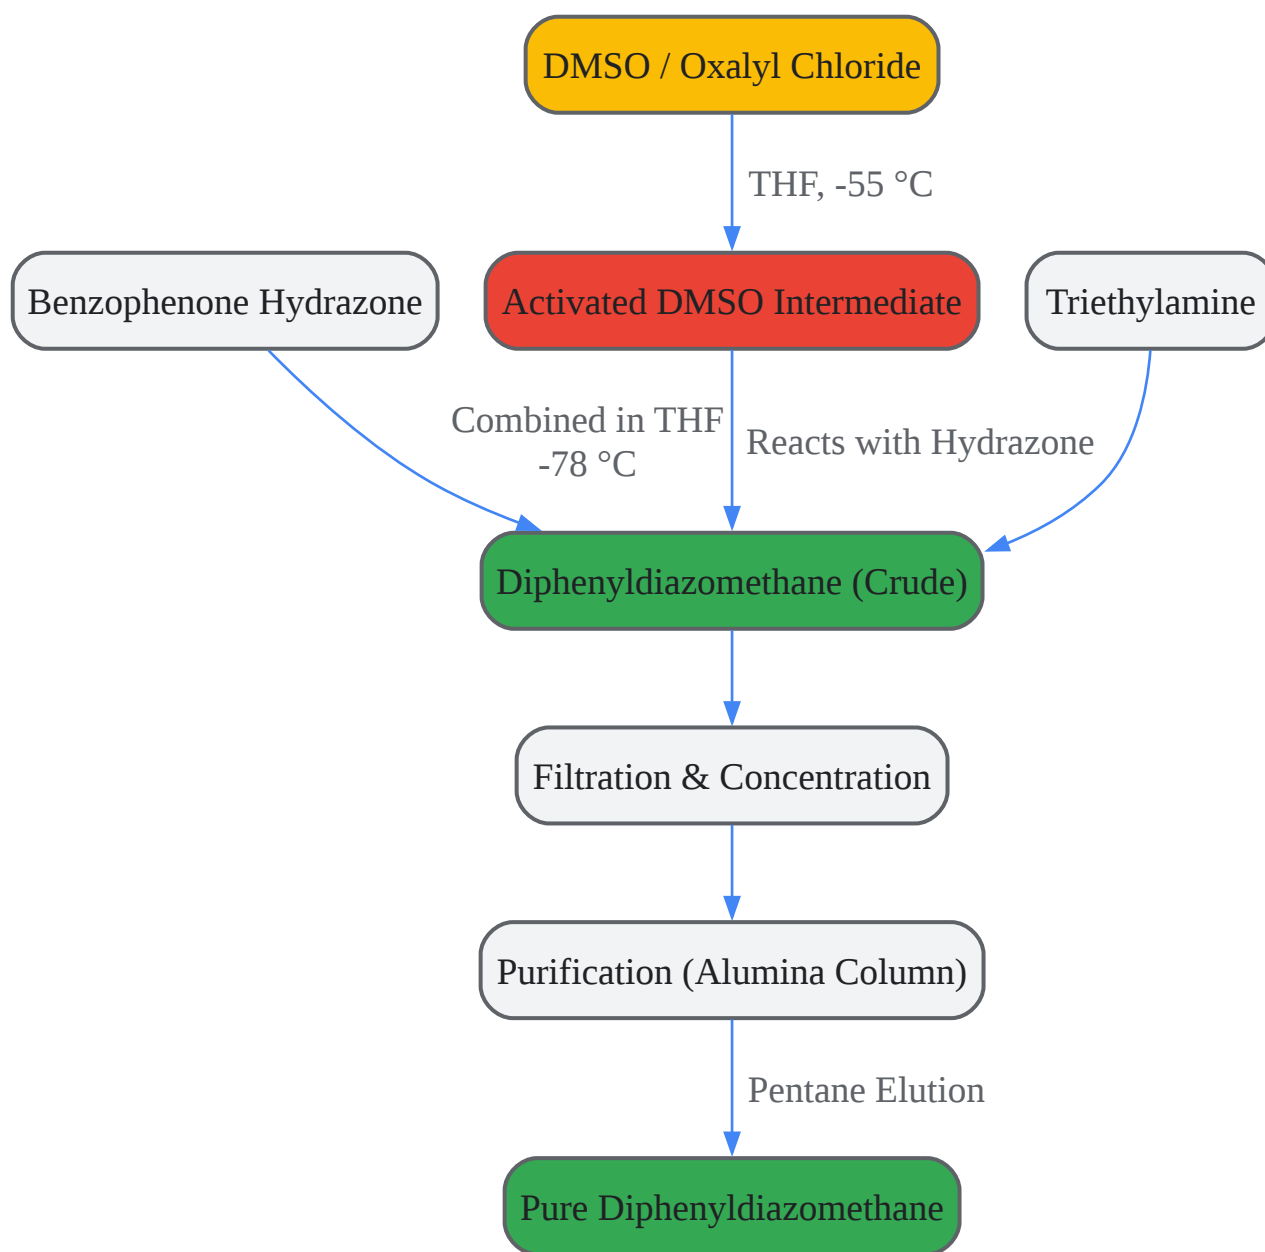 DMSO / Oxalyl Chloride
THF, -55 °C
Benzophenone Hydrazone
Activated DMSO Intermediate
Triethylamine
Combined in THF
-78 °C
Reacts with Hydrazone
Diphenyldiazomethane (Crude)
Filtration & Concentration
Purification (Alumina Column)
Pentane Elution
Pure Diphenyldiazomethane